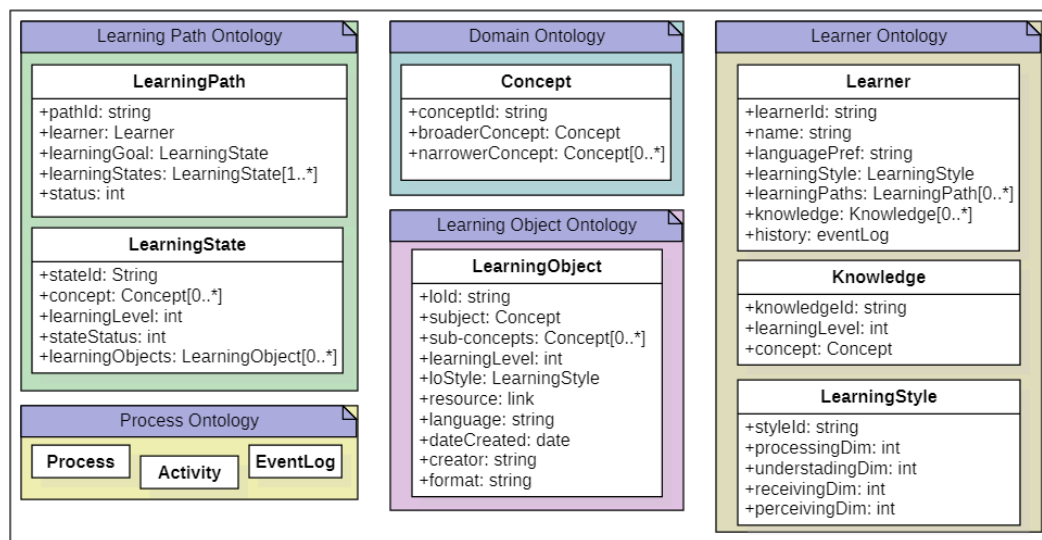 Learning Path Ontology
LearningPath
+pathId: string
+learner: Learner
+learningGoal: LearningState
+learningStates: LearningState[1..*]
+status: int
LearningState
+stateId: String
+concept: Concept[0..*]
+learningLevel: int
+stateStatus: int
+learningObjects: LearningObject[0..*]
Process Ontology
Process
Activity
EventLog
Domain Ontology
Concept
+conceptId: string
+broaderConcept: Concept
+narrowerConcept: Concept[0..*]
Learning Object Ontology
LearningObject
+loId: string
+subject: Concept
+sub-concepts: Concept[0..*]
+learningLevel: int
+loStyle: LearningStyle
+resource: link
+language: string
+dateCreated: date
+creator: string
+format: string
Learner Ontology
Learner
+learnerId: string
+name: string
+languagePref: string
+learningStyle: LearningStyle
+learningPaths: LearningPath[0..*]
+knowledge: Knowledge[0..*]
+history: eventLog
Knowledge
+knowledgeId: string
+learningLevel: int
+concept: Concept
LearningStyle
+styleId: string
+processingDim: int
+understadingDim: int
+receivingDim: int
+perceivingDim: int